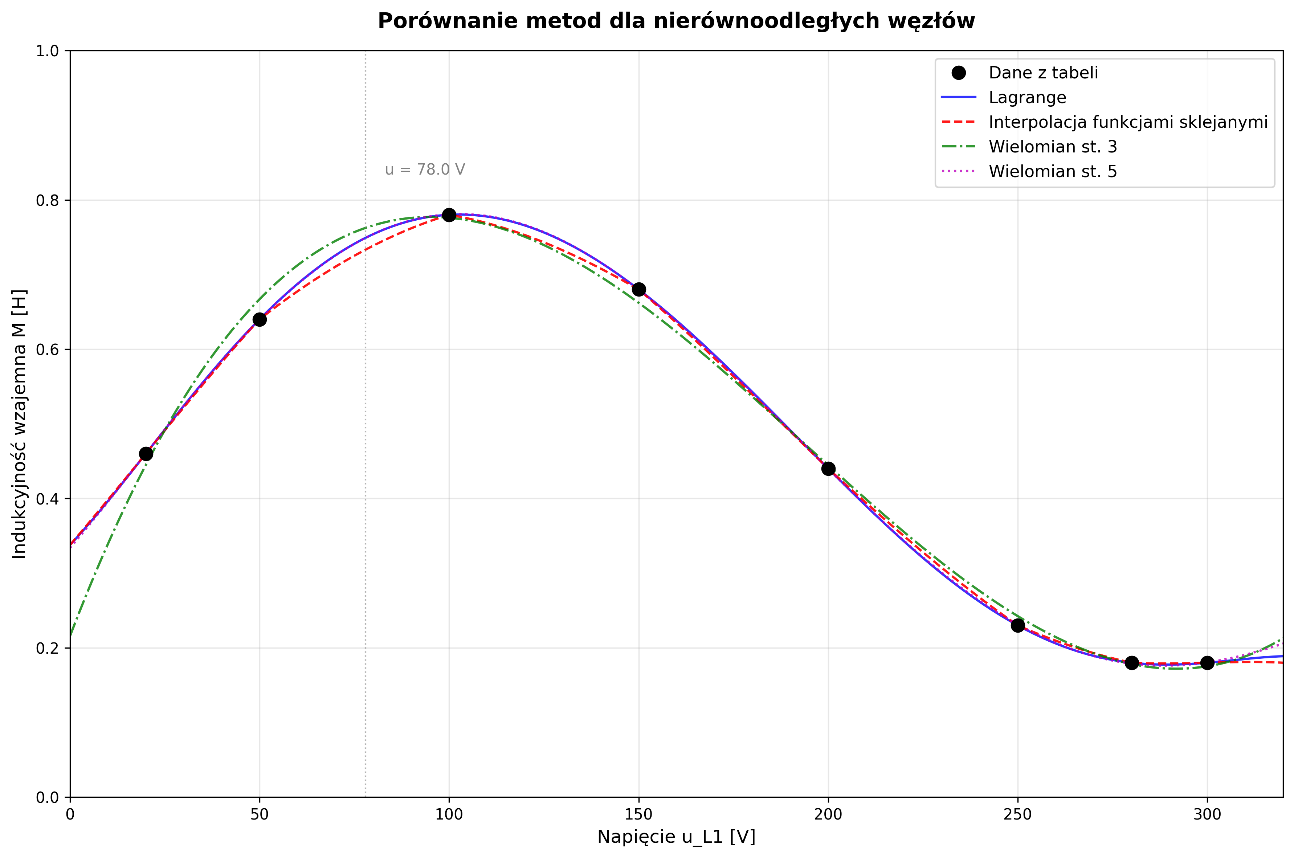 Porównanie metod dla nierównoodległych węzłów
1.0
0.8
0.6
0.4
0.2
0.0
Indukcyjność wzajemna M [H]
u = 78.0 V
Dane z tabeli
Lagrange
Interpolacja funkcjami sklejanymi
Wielomian st. 3
Wielomian st. 5
0 50 100 150 200 250 300
Napięcie u_L1 [V]